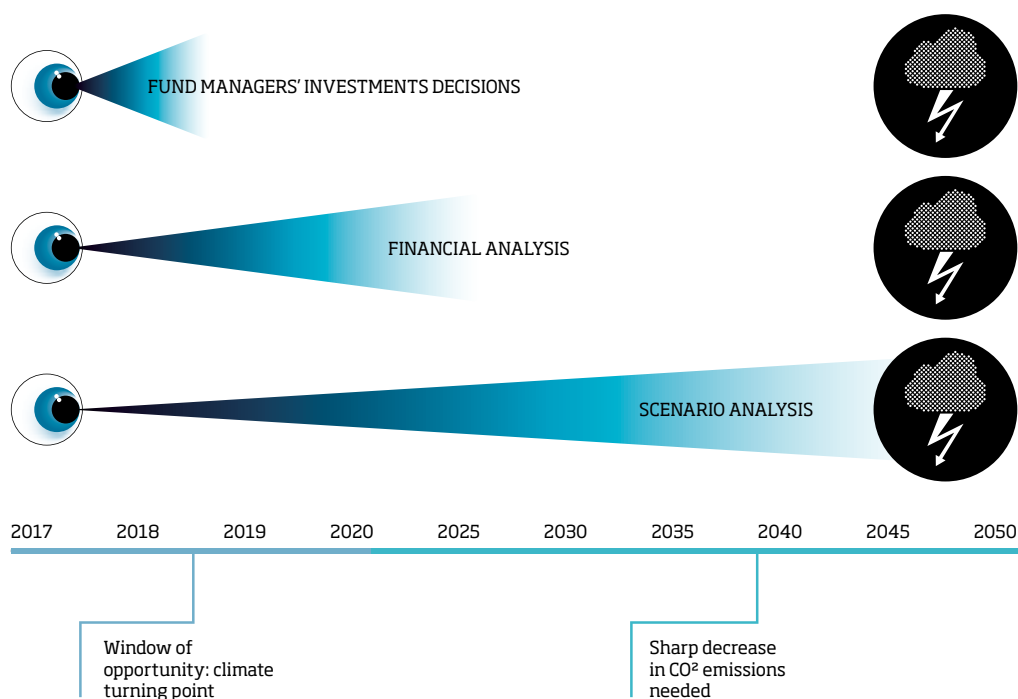 FUND MANAGERS’ INVESTMENTS DECISIONS
FINANCIAL ANALYSIS
SCENARIO ANALYSIS
2017 2018 2019 2020 2025 2030 2035 2040 2045 2050
Window of
opportunity: climate
turning point
Sharp decrease
in CO² emissions
needed